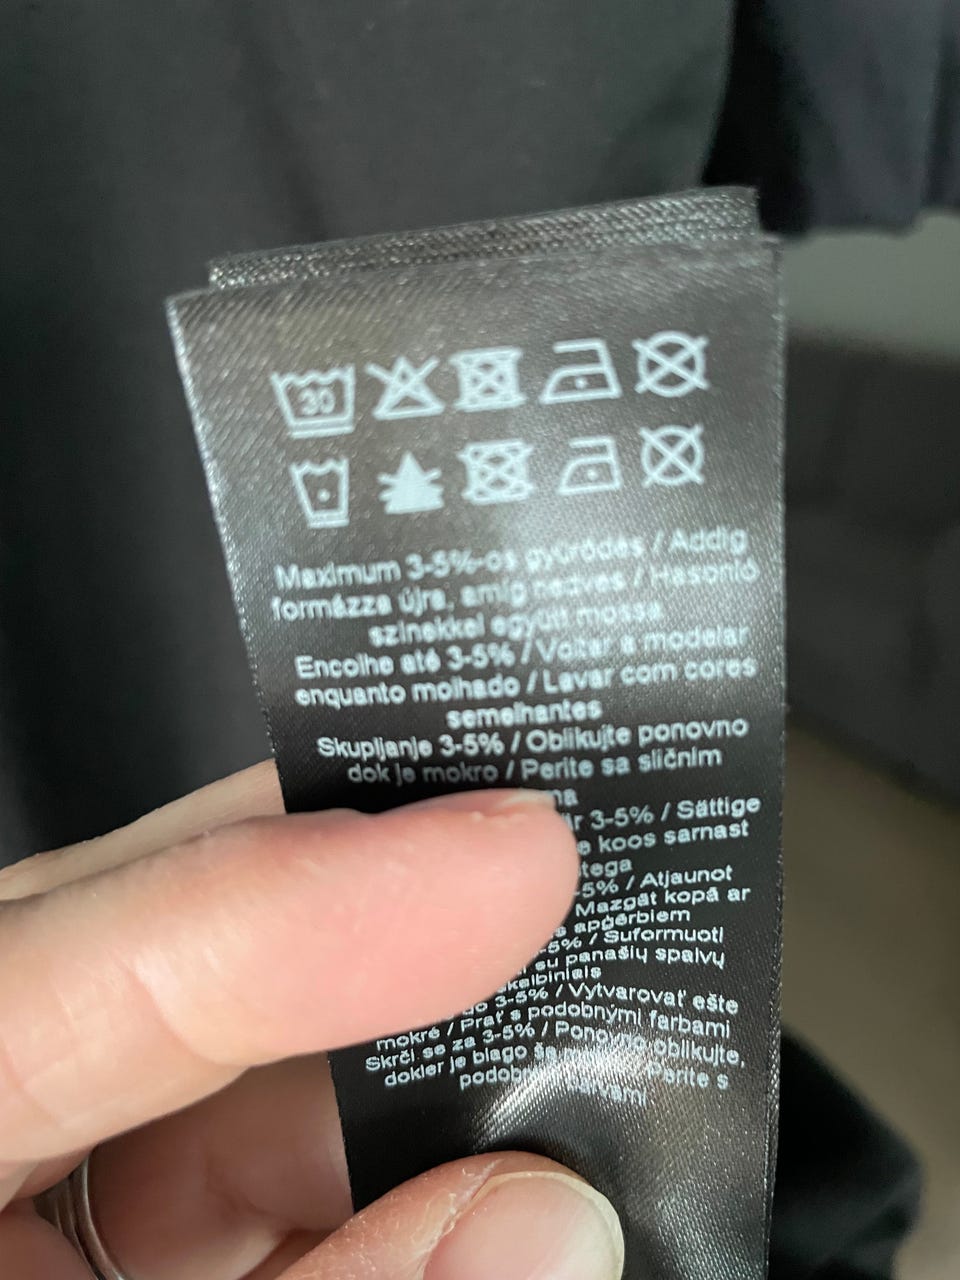 30
Maximum 3-5%-os gyűrődés / Addig
formázza újra, amíg nedves / Hasonló
színekkel együtt mossa
Encolhe até 3-5% / Voltar a modelar
enquanto molhado / Lavar com cores
semelhantes
Skupljanje 3-5% / Oblikujte ponovno
dok je mokro / Perite sa sličnim
3-5% / Sättige
koos sarnast
-5% / Atjaunot
Mazgāt kopā ar
apģērbiem
-5% / Suformuoti
su panašių spalvų
skalbiniais
do 3-5% / Vytvarovať ešte
mokré / Prať s podobnými farbami
Skrči se za 3-5% / Ponovno oblikujte,
dokler je blago še / Perite s
barvami